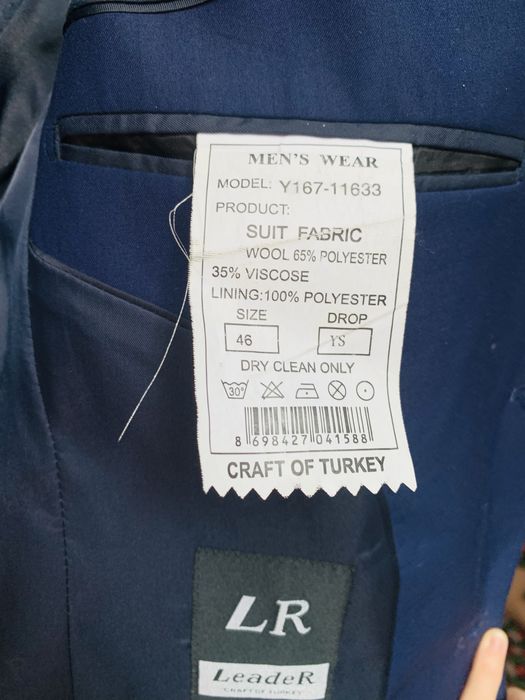 MEN'S WEAR
MODEL: Y167-11633
PRODUCT:
SUIT FABRIC
WOOL 65% POLYESTER
35% VISCOSE
LINING:100% POLYESTER
SIZE DROP
46 YS
DRY CLEAN ONLY
30°
8 698427 041588
CRAFT OF TURKEY
LR
LeadeR
CRAFT OF TURKEY